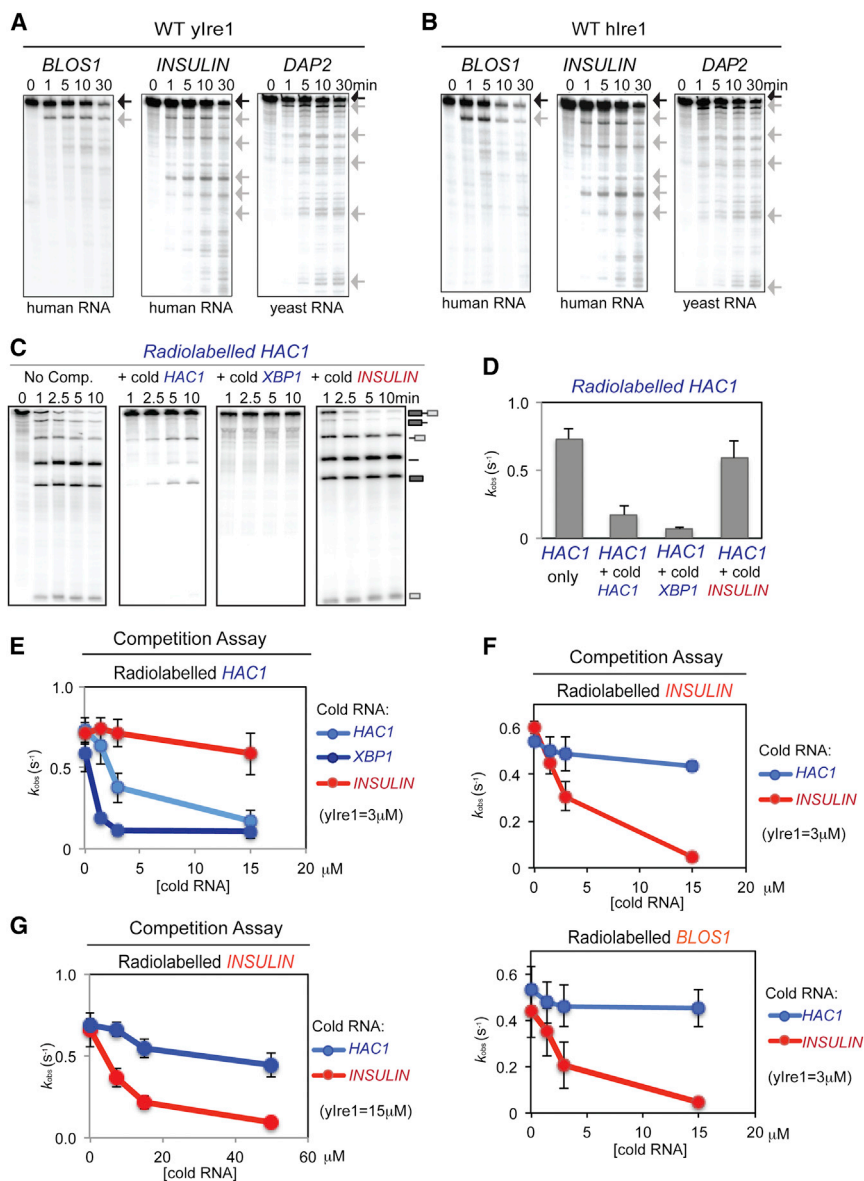 A
WT yIre1
BLOS1 INSULIN DAP2
0 1 5 10 30 0 1 5 10 30 0 1 5 10 30min
human RNA human RNA yeast RNA
B
WT hIre1
BLOS1 INSULIN DAP2
0 1 5 10 30 0 1 5 10 30 0 1 5 10 30min
human RNA human RNA yeast RNA
C
Radiolabelled HAC1
No Comp. + cold HAC1 + cold XBP1 + cold INSULIN
0 1 2.5 5 10 1 2.5 5 10 1 2.5 5 10 1 2.5 5 10min
D
Radiolabelled HAC1
1.0
0.5
0
kobs (s-1)
HAC1 only
HAC1 + cold HAC1
HAC1 + cold XBP1
HAC1 + cold INSULIN
E
Competition Assay
Radiolabelled HAC1
1.0
0.5
0
kobs (s-1)
0 5 10 15 20 μM
[cold RNA]
Cold RNA:
HAC1
XBP1
INSULIN
(yIre1=3μM)
F
Competition Assay
Radiolabelled INSULIN
0.6
0.4
0.2
0
kobs (s-1)
0 5 10 15 20 μM
[cold RNA]
Cold RNA:
HAC1
INSULIN
(yIre1=3μM)
Radiolabelled BLOS1
0.6
0.4
0.2
0
kobs (s-1)
0 5 10 15 20 μM
[cold RNA]
Cold RNA:
HAC1
INSULIN
(yIre1=3μM)
G
Competition Assay
Radiolabelled INSULIN
1.0
0.5
0.0
kobs (s-1)
0 20 40 60 μM
[cold RNA]
Cold RNA:
HAC1
INSULIN
(yIre1=15μM)